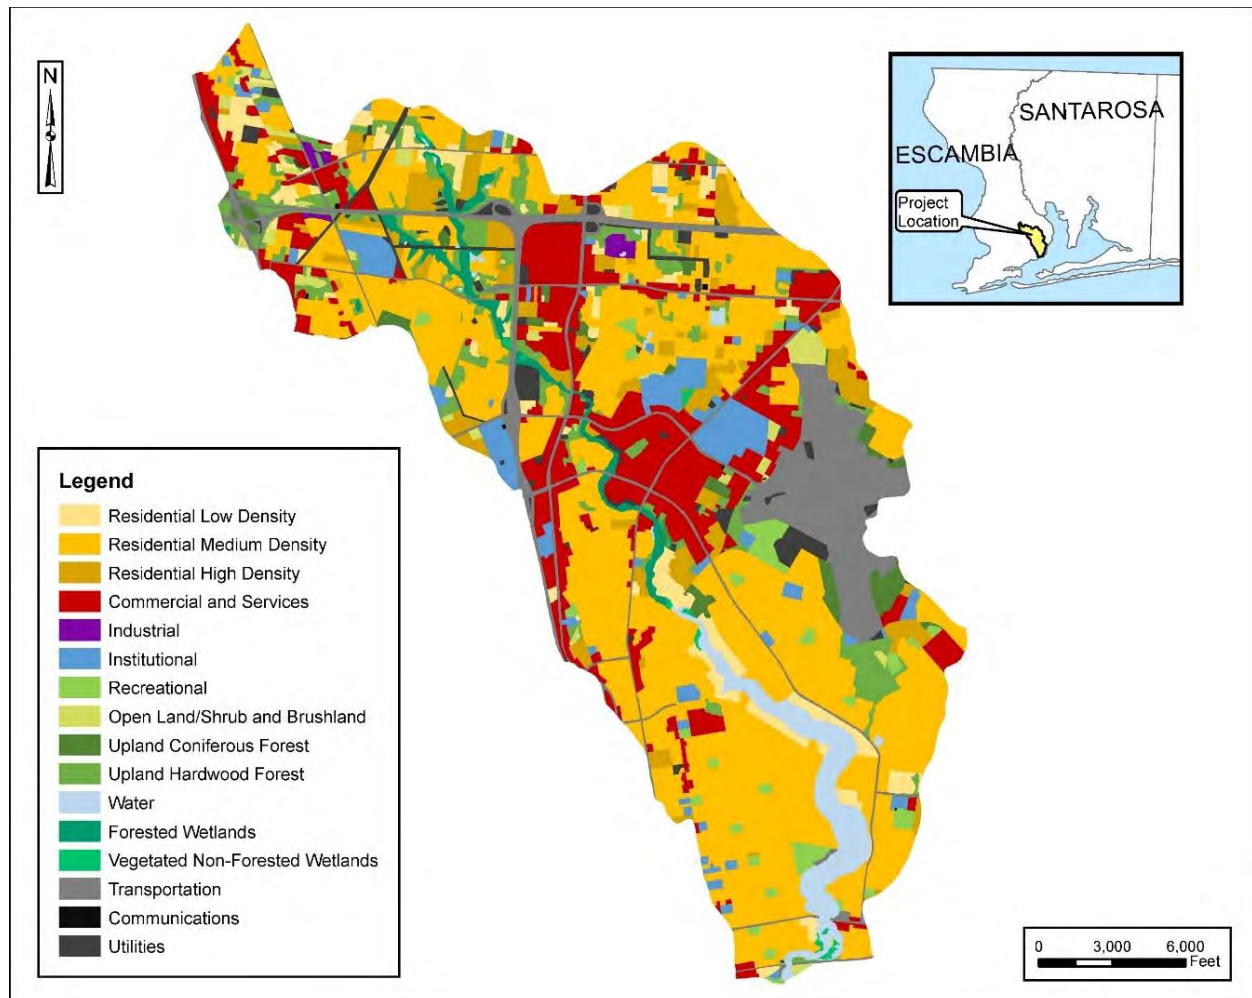 N
SANTAROSA
ESCAMBIA
Project
Location
Legend
Residential Low Density
Residential Medium Density
Residential High Density
Commercial and Services
Industrial
Institutional
Recreational
Open Land/Shrub and Brushland
Upland Coniferous Forest
Upland Hardwood Forest
Water
Forested Wetlands
Vegetated Non-Forested Wetlands
Transportation
Communications
Utilities
0 3,000 6,000
Feet